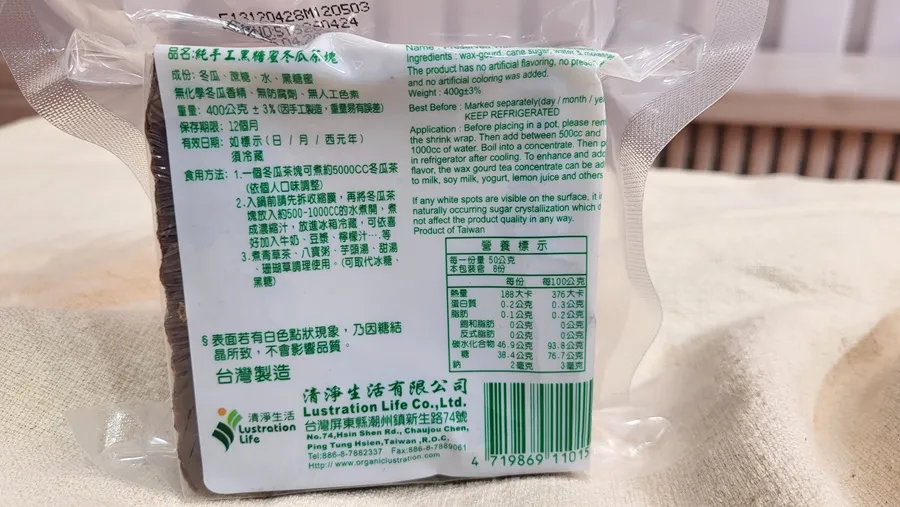 E13120428M120503
品名:純手工黑糖蜜冬瓜茶塊
成份: 冬瓜、蔗糖、水、黑糖蜜
無化學冬瓜香精、無防腐劑、無人工色素
重量: 400公克 ± 3% (因手工製造,重量易有誤差)
保存期限: 12個月
有效日期: 如標示 (日 / 月 / 西元年)
須冷藏
食用方法: 1.一個冬瓜茶塊可煮約5000CC冬瓜茶
(依個人口味調整)
2.入鍋前請先拆收縮膜,再將冬瓜茶
塊放入約500-1000CC的水煮開,煮
成濃縮汁,放進冰箱冷藏,可依喜
好加入牛奶、豆漿、檸檬汁…等
3.煮青草茶、八寶粥、芋頭湯、甜湯
、珊瑚草調理使用。(可取代冰糖、
黑糖)
§表面若有白色點狀現象,乃因糖結
晶所致,不會影響品質。
台灣製造
Name
Ingredients : wax-gourd, cane sugar, water
The product has no artificial flavoring, no
and no artificial coloring was added.
Weight : 400g±3%
Best Before : Marked separately(day / month /
KEEP REFRIGERATED
Application : Before placing in a pot, please
the shrink wrap. Then add between 500cc and
1000cc of water. Boil into a concentrate. Then
in refrigerator after cooling. To enhance and
flavor, the wax gourd tea concentrate can be
to milk, soy milk, yogurt, lemon juice and others
If any white spots are visible on the surface, it
naturally occurring sugar crystallization which
not affect the product quality in any way.
Product of Taiwan
營養標示
每一份量 50公克
本包裝含 8份
每份 每100公克
熱量 188大卡 376大卡
蛋白質 0.2公克 0.3公克
脂肪 0.1公克 0.2公克
飽和脂肪 0公克 0公克
反式脂肪 0公克 0公克
碳水化合物 46.9公克 93.8公克
糖 38.4公克 76.7公克
鈉 2毫克 3毫克
清淨生活
Lustration
Life
清淨生活有限公司
Lustration Life Co.,Ltd.
台灣屏東縣潮州鎮新生路74號
No.74,Hsin Shen Rd., Chaujou Chen,
Ping Tung Hsien,Taiwan ,R.O.C.
Tel:886-8-7882337 Fax:886-8-7889061
Http://www.organiclustration.com
4 719869 11015